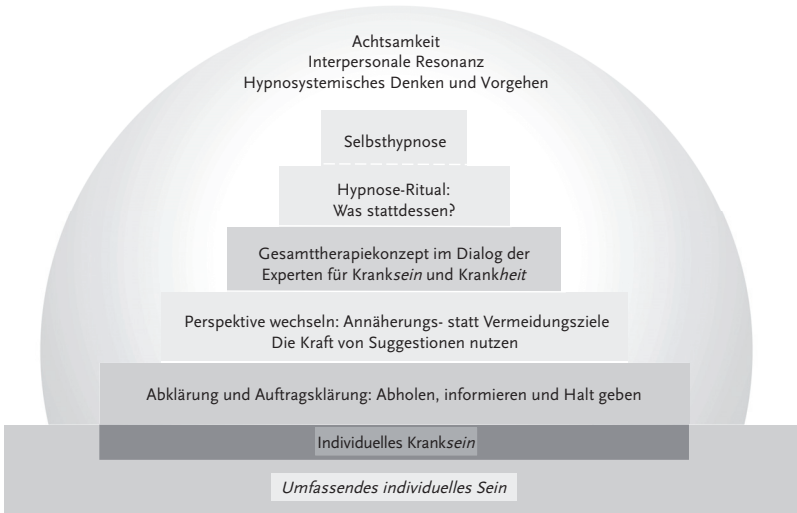 Achtsamkeit
Interpersonale Resonanz
Hypnosystemisches Denken und Vorgehen
Selbsthypnose
Hypnose-Ritual:
Was stattdessen?
Gesamttherapiekonzept im Dialog der
Experten für Kranksein und Krankheit
Perspektive wechseln: Annäherungs- statt Vermeidungsziele
Die Kraft von Suggestionen nutzen
Abklärung und Auftragsklärung: Abholen, informieren und Halt geben
Individuelles Kranksein
Umfassendes individuelles Sein